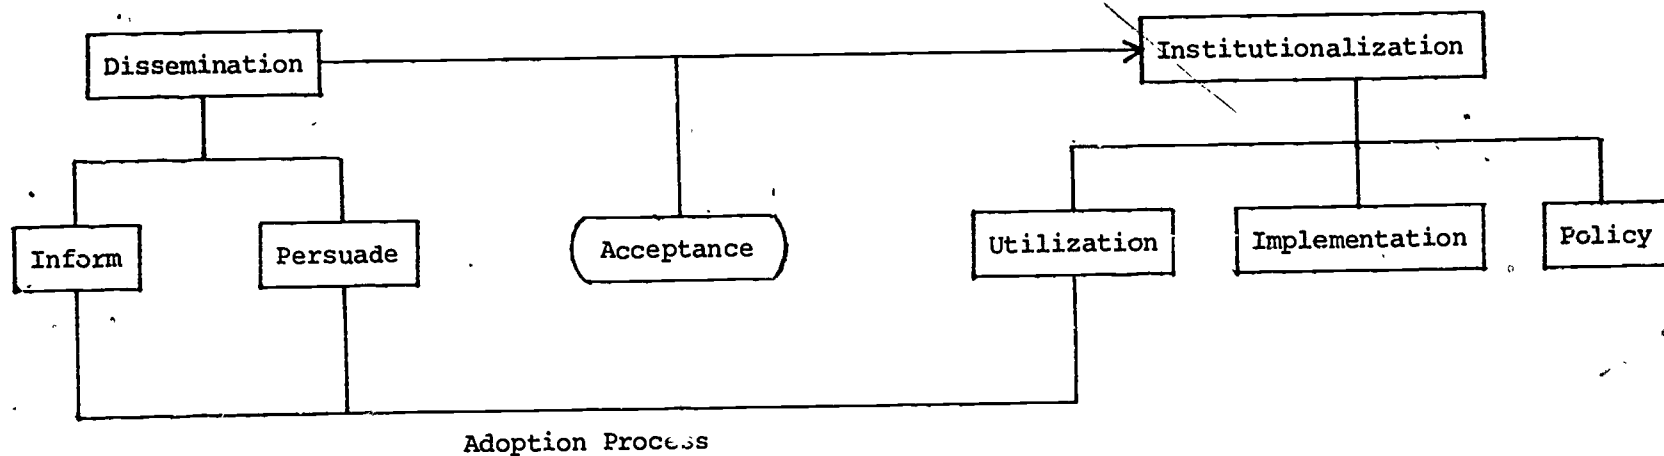 Dissemination
Institutionalization
Inform
Persuade
Acceptance
Utilization
Implementation
Policy
Adoption Process